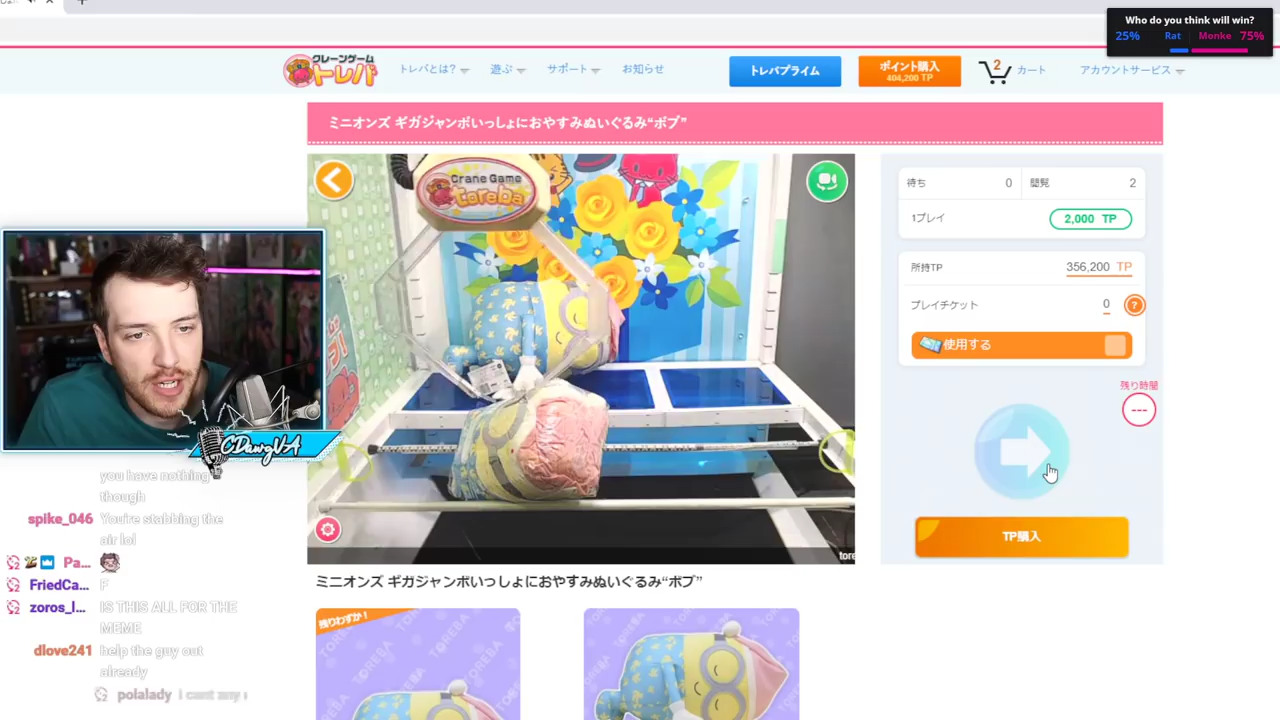 Who do you think will win?
25% Rat Monke 75%
クレーンゲーム
トレバ
トレバとは?
遊ぶ
サポート
お知らせ
トレバプライム
ポイント購入
404,200 TP
2
カート
アカウントサービス
ミニオンズ ギガジャンボいっしょにおやすみぬいぐるみ“ボブ”
Crane Game
toreba
待ち 0
閲覧 2
1プレイ 2,000 TP
所持TP 356,200 TP
プレイチケット 0 ?
使用する
残り時間
---
TP購入
CDawgVA
you have nothing
though
spike_046 You're stabbing the
air lol
Pa...
FriedCa... F
zoros_l... IS THIS ALL FOR THE
MEME
dlove241 help the guy out
already
polalady i cant any
tore
ミニオンズ ギガジャンボいっしょにおやすみぬいぐるみ“ボブ”
残りわずか!
TOREBA
TOREBA